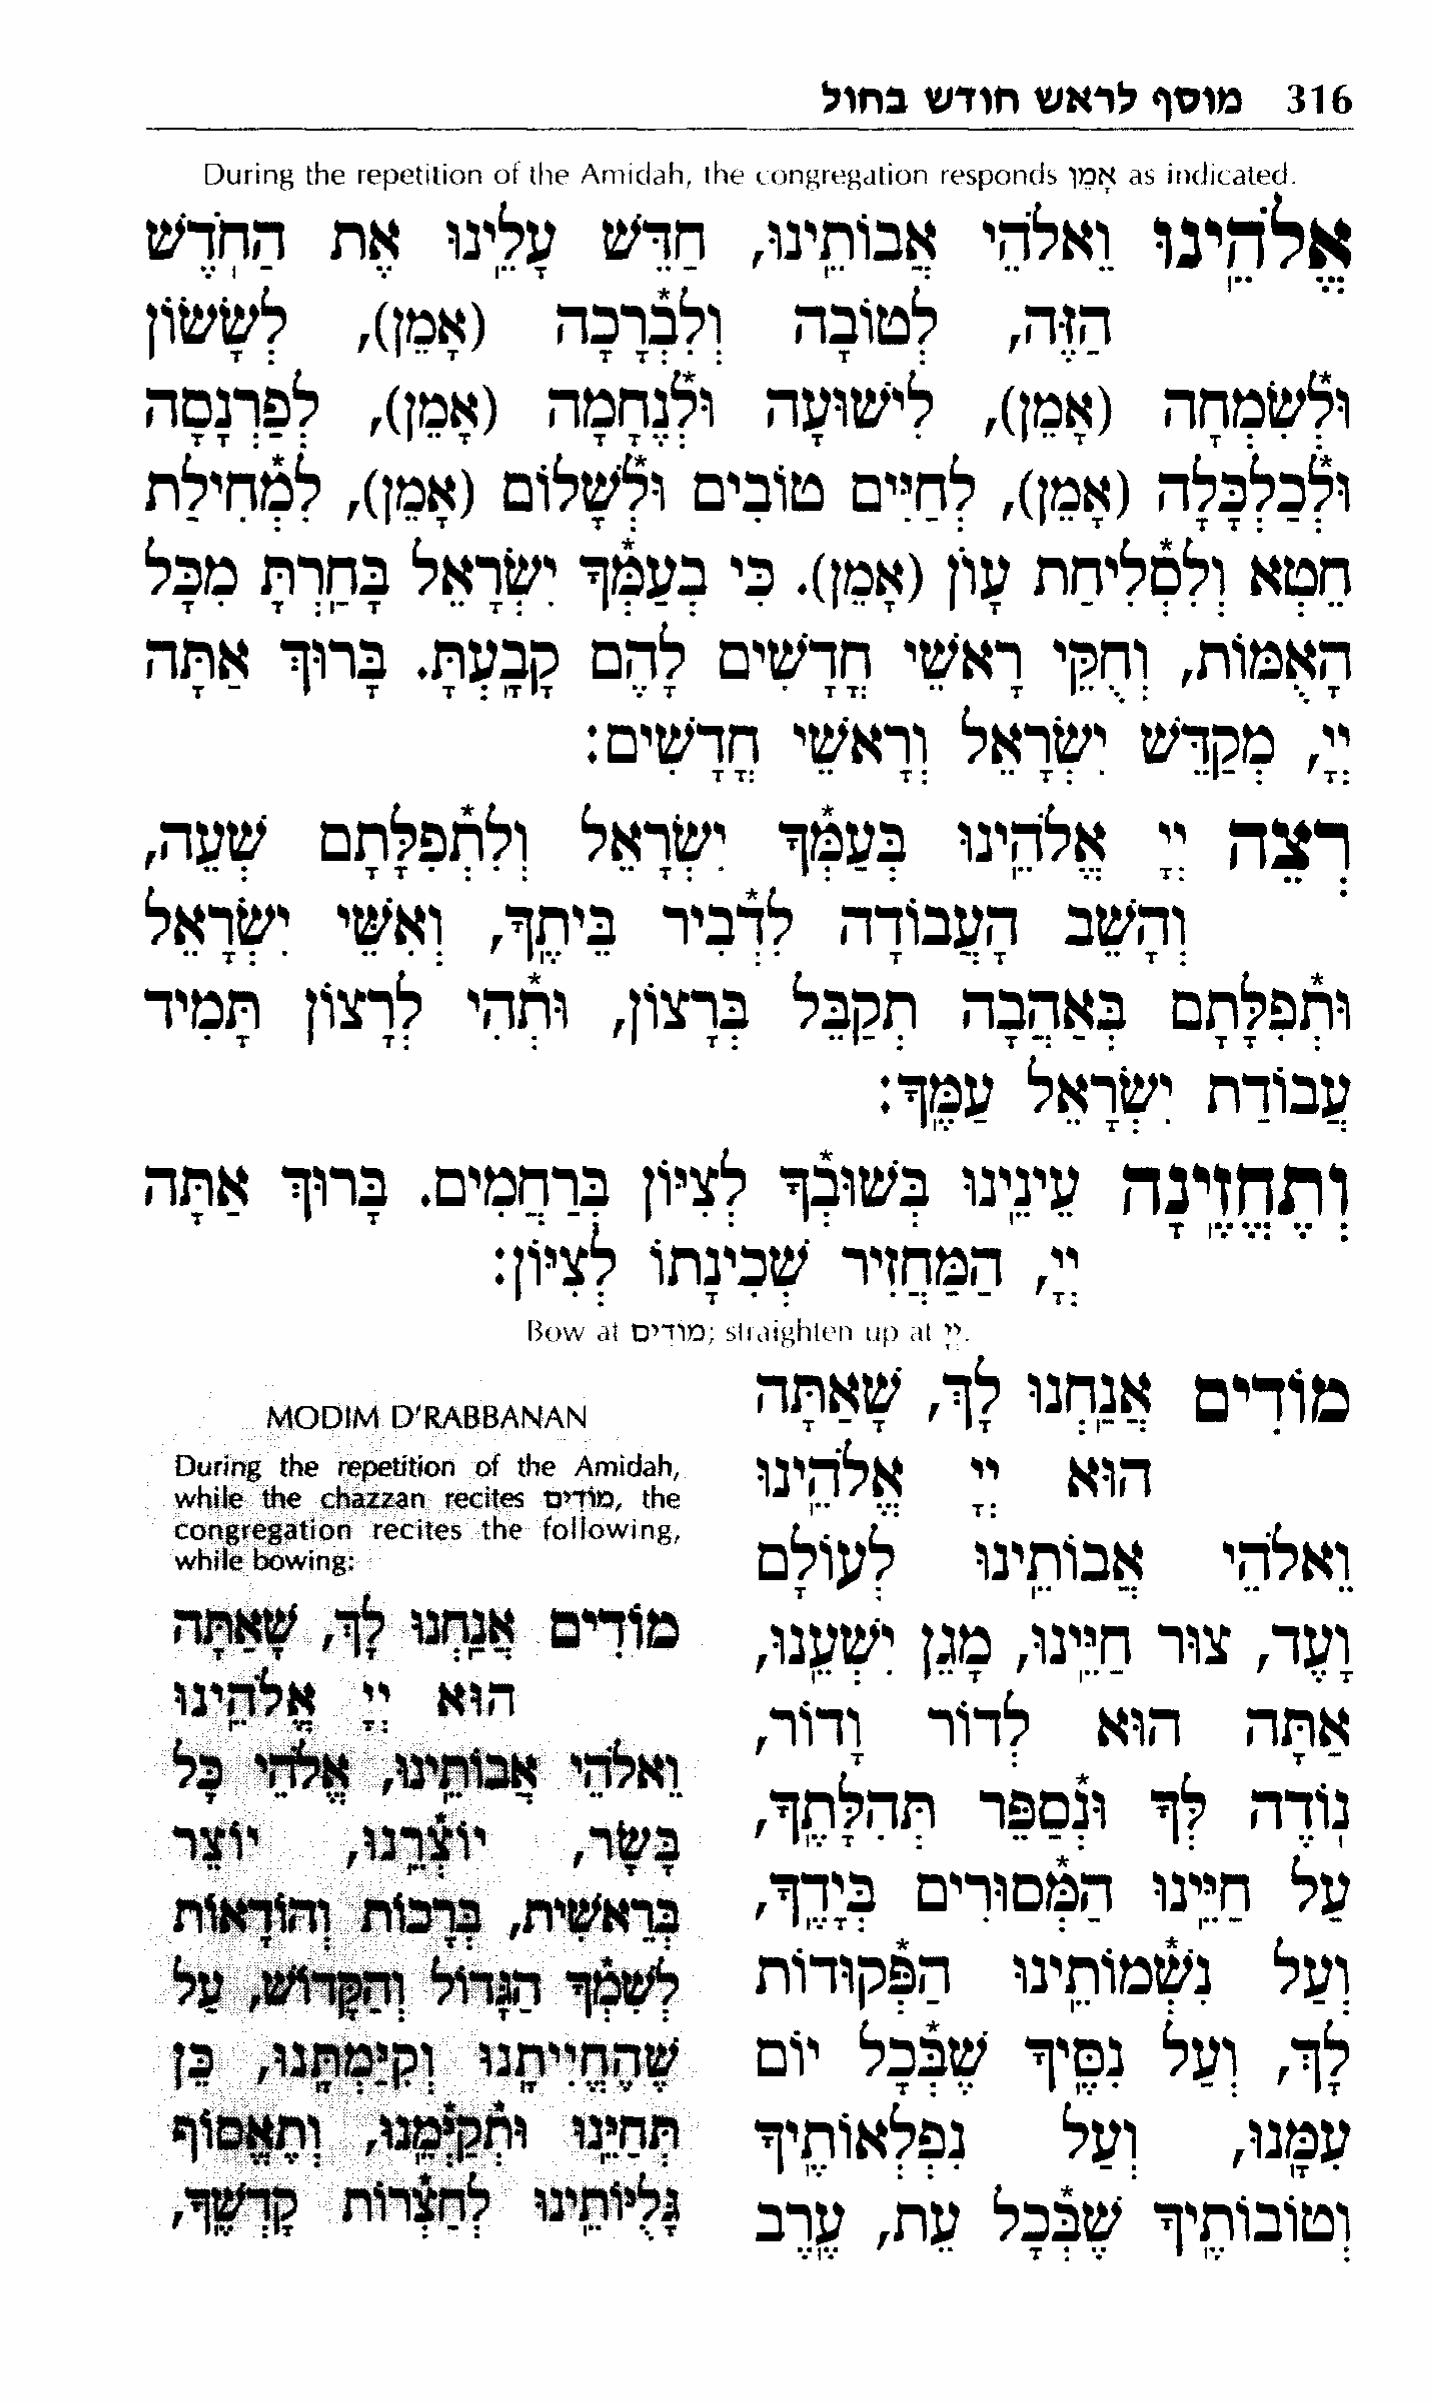 316 מוסף לראש חודש בחול
During the repetition of the Amidah, the congregation responds אָמֵן as indicated.
אֱלֹהֵֽינוּ וֵאלֹהֵי אֲבוֹתֵֽינוּ, חַדֵּשׁ עָלֵֽינוּ אֶת הַחֹֽדֶשׁ
הַזֶּה, לְטוֹבָה וְלִבְ֯רָכָה (אָמֵן), לְשָׂשׂוֹן
וּלְ֯שִׂמְחָה (אָמֵן), לִישׁוּעָה וּלְ֯נֶחָמָה (אָמֵן), לְפַרְנָסָה
וּלְ֯כַלְכָּלָה (אָמֵן), לְחַיִּים טוֹבִים וּלְ֯שָׁלוֹם (אָמֵן), לִמְ֯חִילַת
חֵטְא וְלִסְ֯לִיחַת עָוֹן (אָמֵן). כִּי בְעַמְּ֯ךָ יִשְׂרָאֵל בָּחַֽרְתָּ מִכָּל
הָאֻמּוֹת, וְחֻקֵּי רָאשֵׁי חֳדָשִׁים לָהֶם קָבָֽעְתָּ. בָּרוּךְ אַתָּה
יְיָ, מְקַדֵּשׁ יִשְׂרָאֵל וְרָאשֵׁי חֳדָשִׁים:
רְצֵה יְיָ אֱלֹהֵֽינוּ בְּעַמְּ֯ךָ יִשְׂרָאֵל וְלִתְ֯פִלָּתָם שְׁעֵה,
וְהָשֵׁב הָעֲבוֹדָה לִדְ֯בִיר בֵּיתֶֽךָ, וְאִשֵּׁי יִשְׂרָאֵל
וּתְ֯פִלָּתָם בְּאַהֲבָה תְקַבֵּל בְּרָצוֹן, וּתְ֯הִי לְרָצוֹן תָּמִיד
עֲבוֹדַת יִשְׂרָאֵל עַמֶּֽךָ:
וְתֶחֱזֶֽינָה עֵינֵֽינוּ בְּשׁוּבְ֯ךָ לְצִיּוֹן בְּרַחֲמִים. בָּרוּךְ אַתָּה
יְיָ, הַמַּחֲזִיר שְׁכִינָתוֹ לְצִיּוֹן:
Bow at מוֹדִים; straighten up at יְיָ.
מוֹדִים אֲנַֽחְנוּ לָךְ, שָׁאַתָּה
הוּא יְיָ אֱלֹהֵֽינוּ
וֵאלֹהֵי אֲבוֹתֵֽינוּ לְעוֹלָם
וָעֶד, צוּר חַיֵּֽינוּ, מָגֵן יִשְׁעֵֽנוּ,
אַתָּה הוּא לְדוֹר וָדוֹר,
נֽוֹדֶה לְּךָ וּנְ֯סַפֵּר תְּהִלָּתֶֽךָ,
עַל חַיֵּֽינוּ הַמְּ֯סוּרִים בְּיָדֶֽךָ,
וְעַל נִשְׁ֯מוֹתֵֽינוּ הַפְּ֯קוּדוֹת
לָךְ, וְעַל נִסֶּֽיךָ שֶׁבְּ֯כָל יוֹם
עִמָּֽנוּ, וְעַל נִפְלְאוֹתֶֽיךָ
וְטוֹבוֹתֶֽיךָ שֶׁבְּ֯כָל עֵת, עֶֽרֶב
MODIM D'RABBANAN
During the repetition of the Amidah,
while the chazzan recites מוֹדִים, the
congregation recites the following,
while bowing:
מוֹדִים אֲנַֽחְנוּ לָךְ, שָׁאַתָּה
הוּא יְיָ אֱלֹהֵֽינוּ
וֵאלֹהֵי אֲבוֹתֵֽינוּ, אֱלֹהֵי כָּל
בָּשָׂר, יוֹצְ֯רֵֽנוּ, יוֹצֵר
בְּרֵאשִׁית, בְּרָכוֹת וְהוֹדָאוֹת
לְשִׁמְ֯ךָ הַגָּדוֹל וְהַקָּדוֹשׁ, עַל
שֶׁהֶחֱיִיתָֽנוּ וְקִיַּמְתָּֽנוּ, כֵּן
תְּחַיֵּֽנוּ וּתְ֯קַיְּ֯מֵֽנוּ, וְתֶאֱסוֹף
גָּלֻיּוֹתֵֽינוּ לְחַצְ֯רוֹת קָדְשֶֽׁךָ,